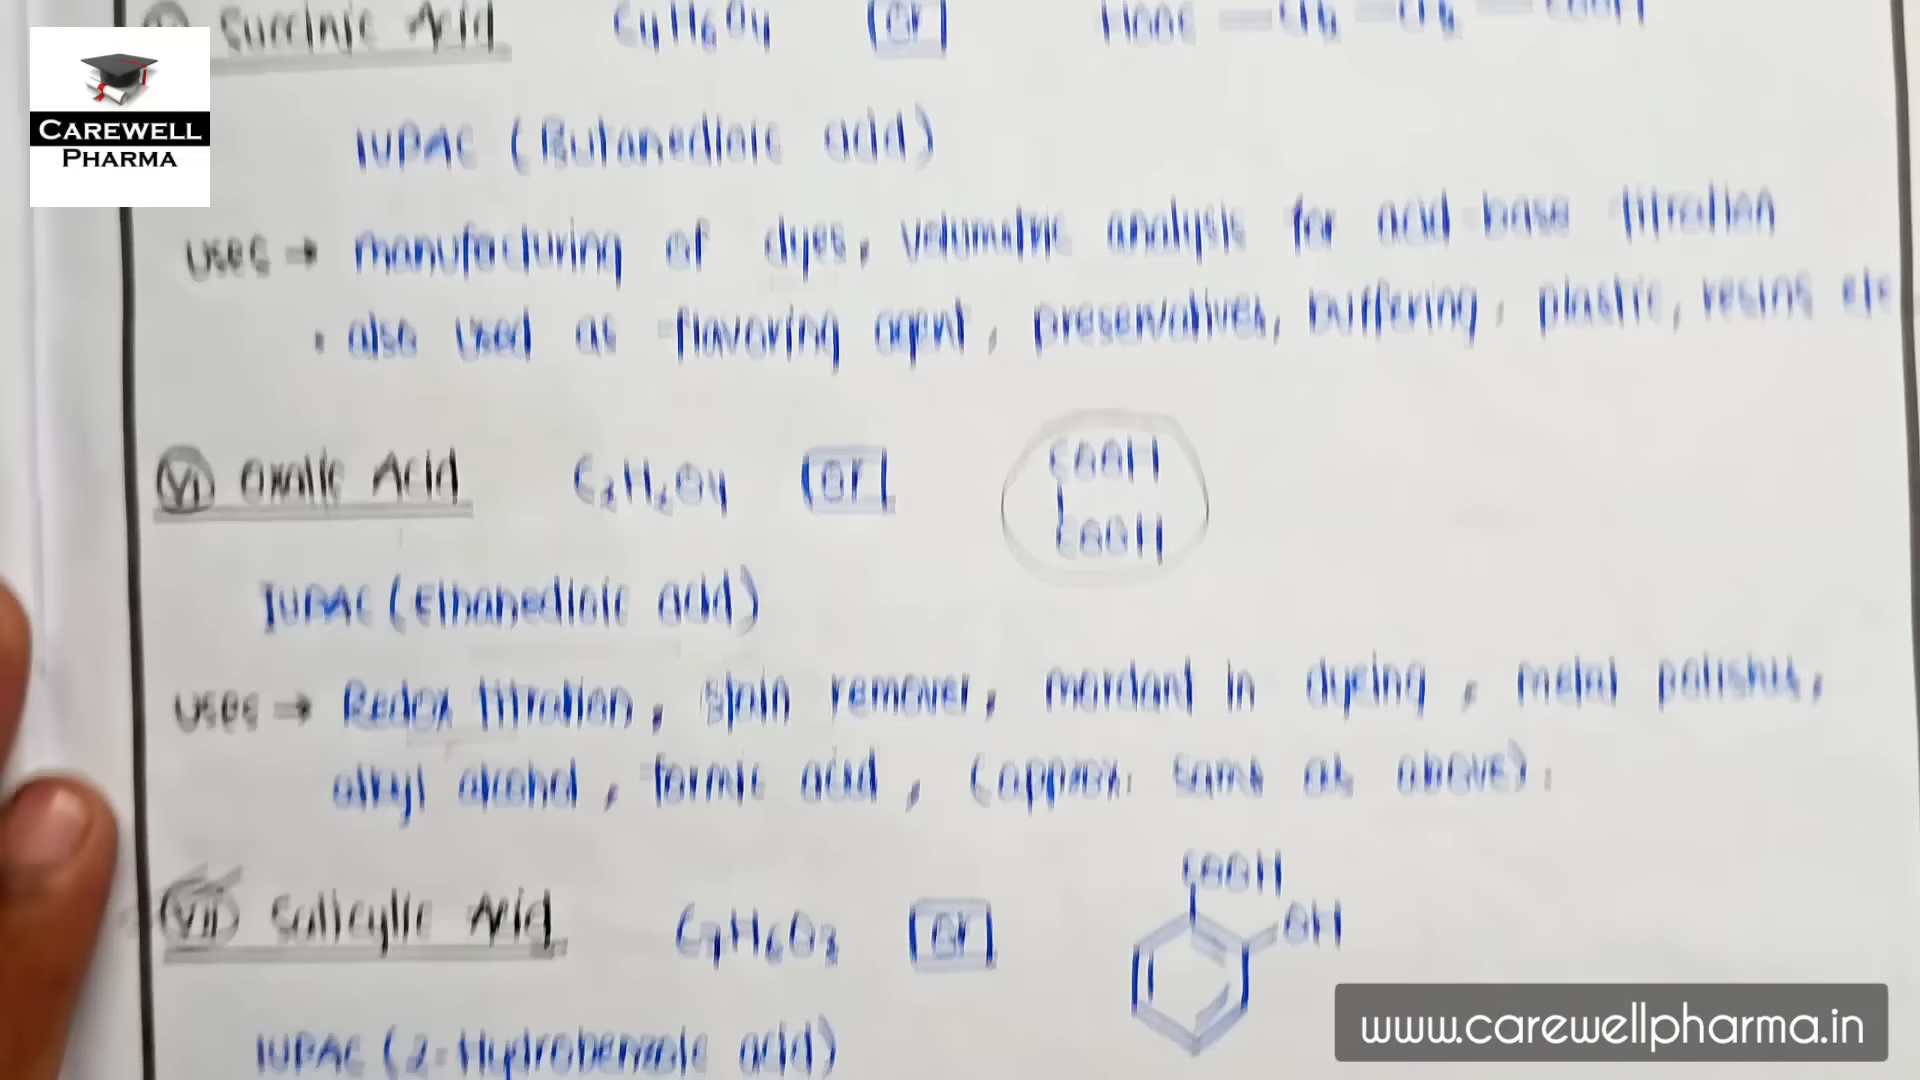 Succinic Acid C4H6O4 or HOOC — CH2 — CH2 — COOH
CAREWELL
PHARMA
IUPAC (Butanedioic acid)
uses → manufacturing of dyes, volumetric analysis for acid-base titration
• also used as flavoring agent, preservatives, buffering, plastic, resins etc
COOH
(vi) Oxalic Acid C2H2O4 or
COOH
IUPAC (Ethanedioic acid)
uses → Redox titration, stain remover, mordant in dyeing, metal polishes,
alkyl alcohol, formic acid, (approx. same as above).
COOH
(vii) Salicylic Acid C7H6O3 or OH
IUPAC (2-Hydrobenzoic acid)
www.carewellpharma.in